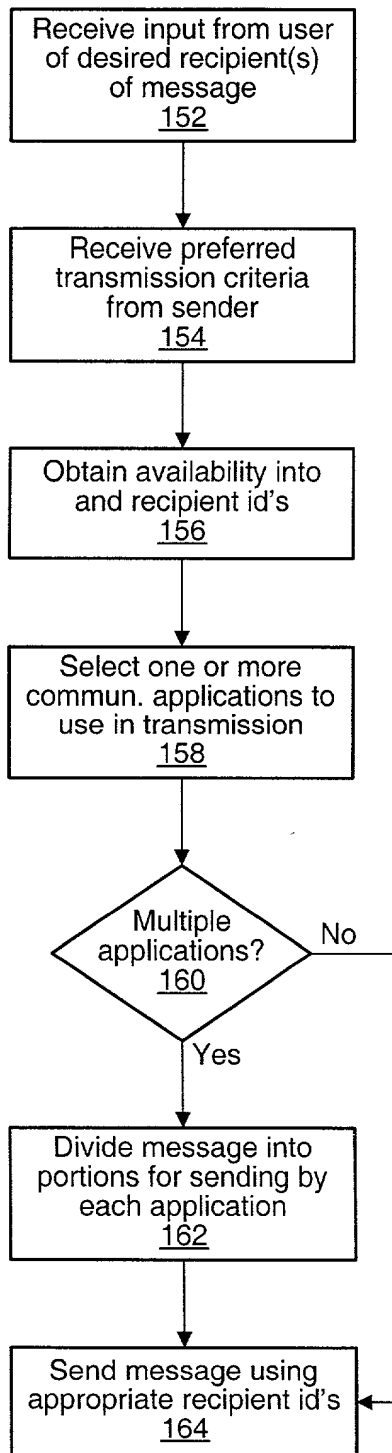 Receive input from user
of desired recipient(s)
of message
152
Receive preferred
transmission criteria
from sender
154
Obtain availability into
and recipient id's
156
Select one or more
commun. applications to
use in transmission
158
Multiple
applications?
160
No
Yes
Divide message into
portions for sending by
each application
162
Send message using
appropriate recipient id's
164